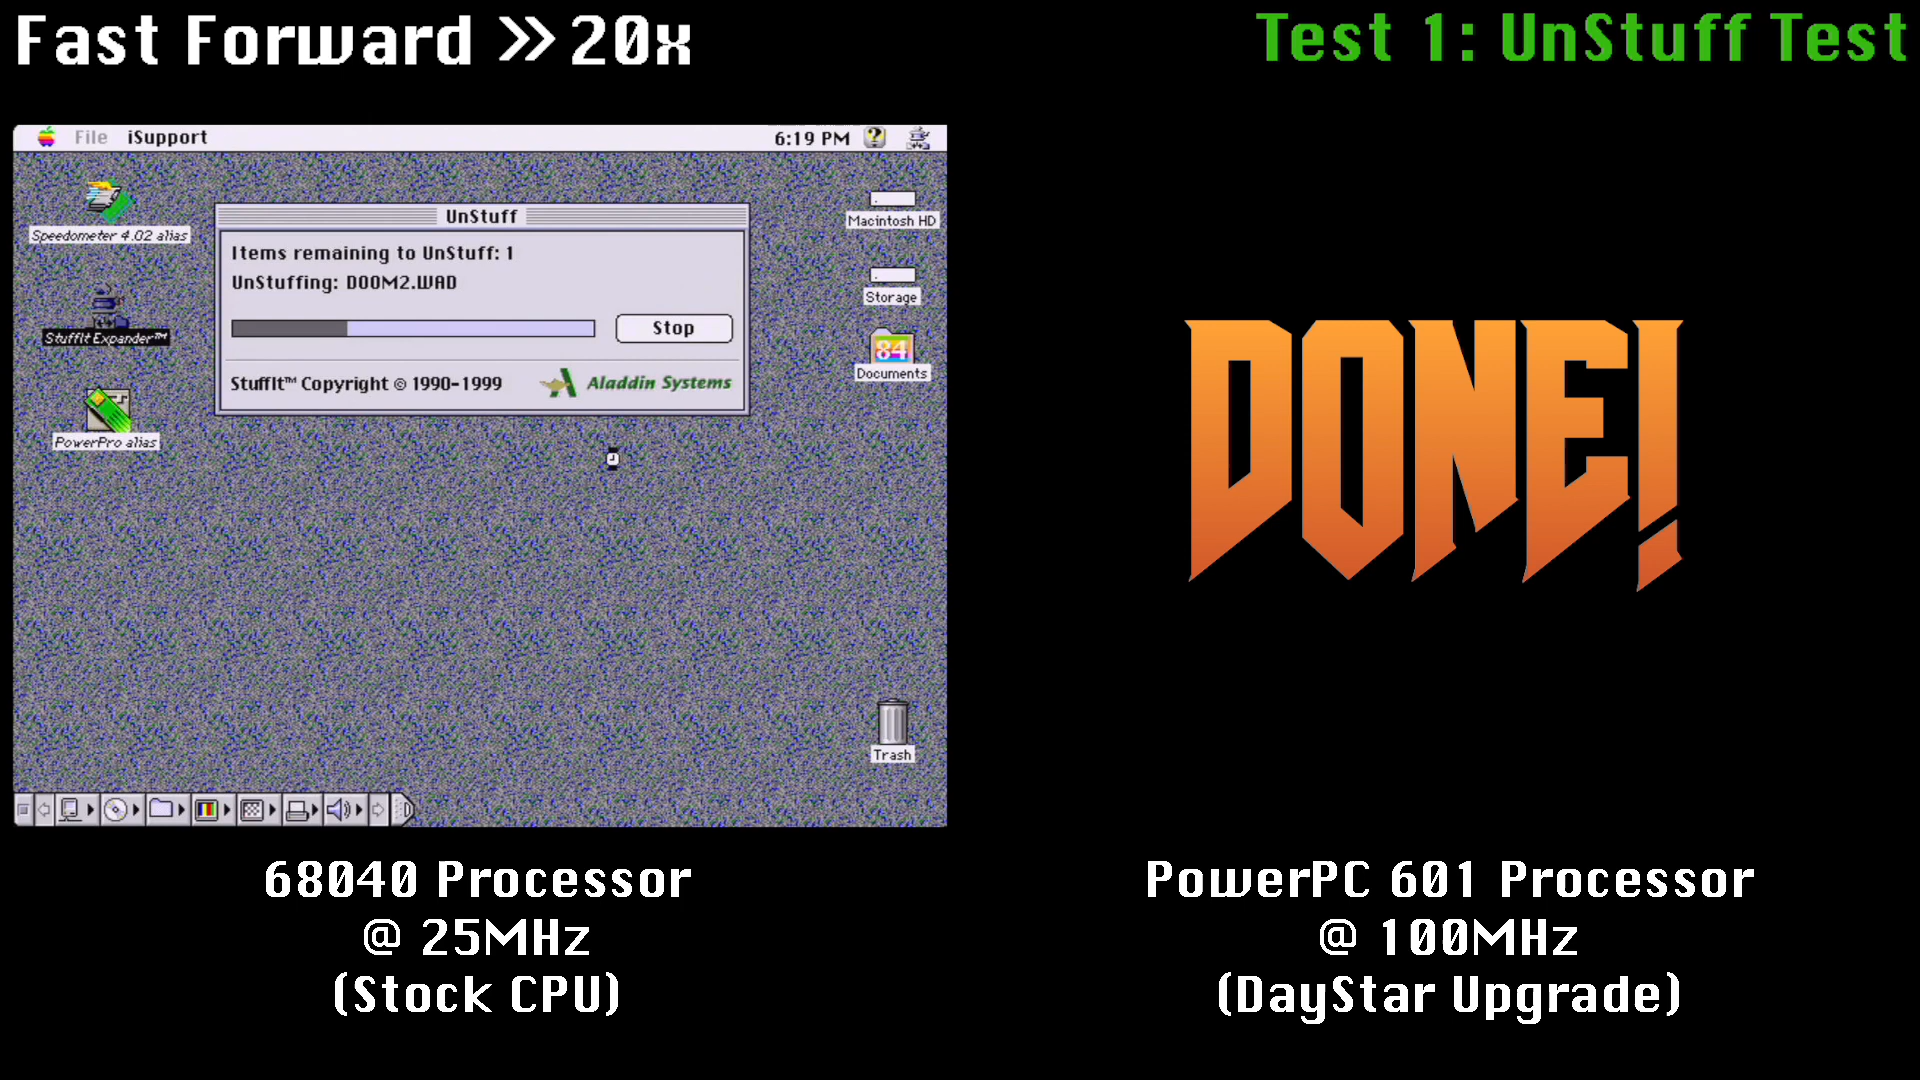 Fast Forward >> 20x
Test 1: UnStuff Test
File iSupport
6:19 PM
Speedometer 4.02 alias
StuffIt Expander™
PowerPro alias
UnStuff
Items remaining to UnStuff: 1
UnStuffing: DOOM2.WAD
Stop
StuffIt™ Copyright © 1990-1999
Aladdin Systems
Macintosh HD
Storage
84
Documents
Trash
DONE!
68040 Processor
@ 25MHz
(Stock CPU)
PowerPC 601 Processor
@ 100MHz
(DayStar Upgrade)